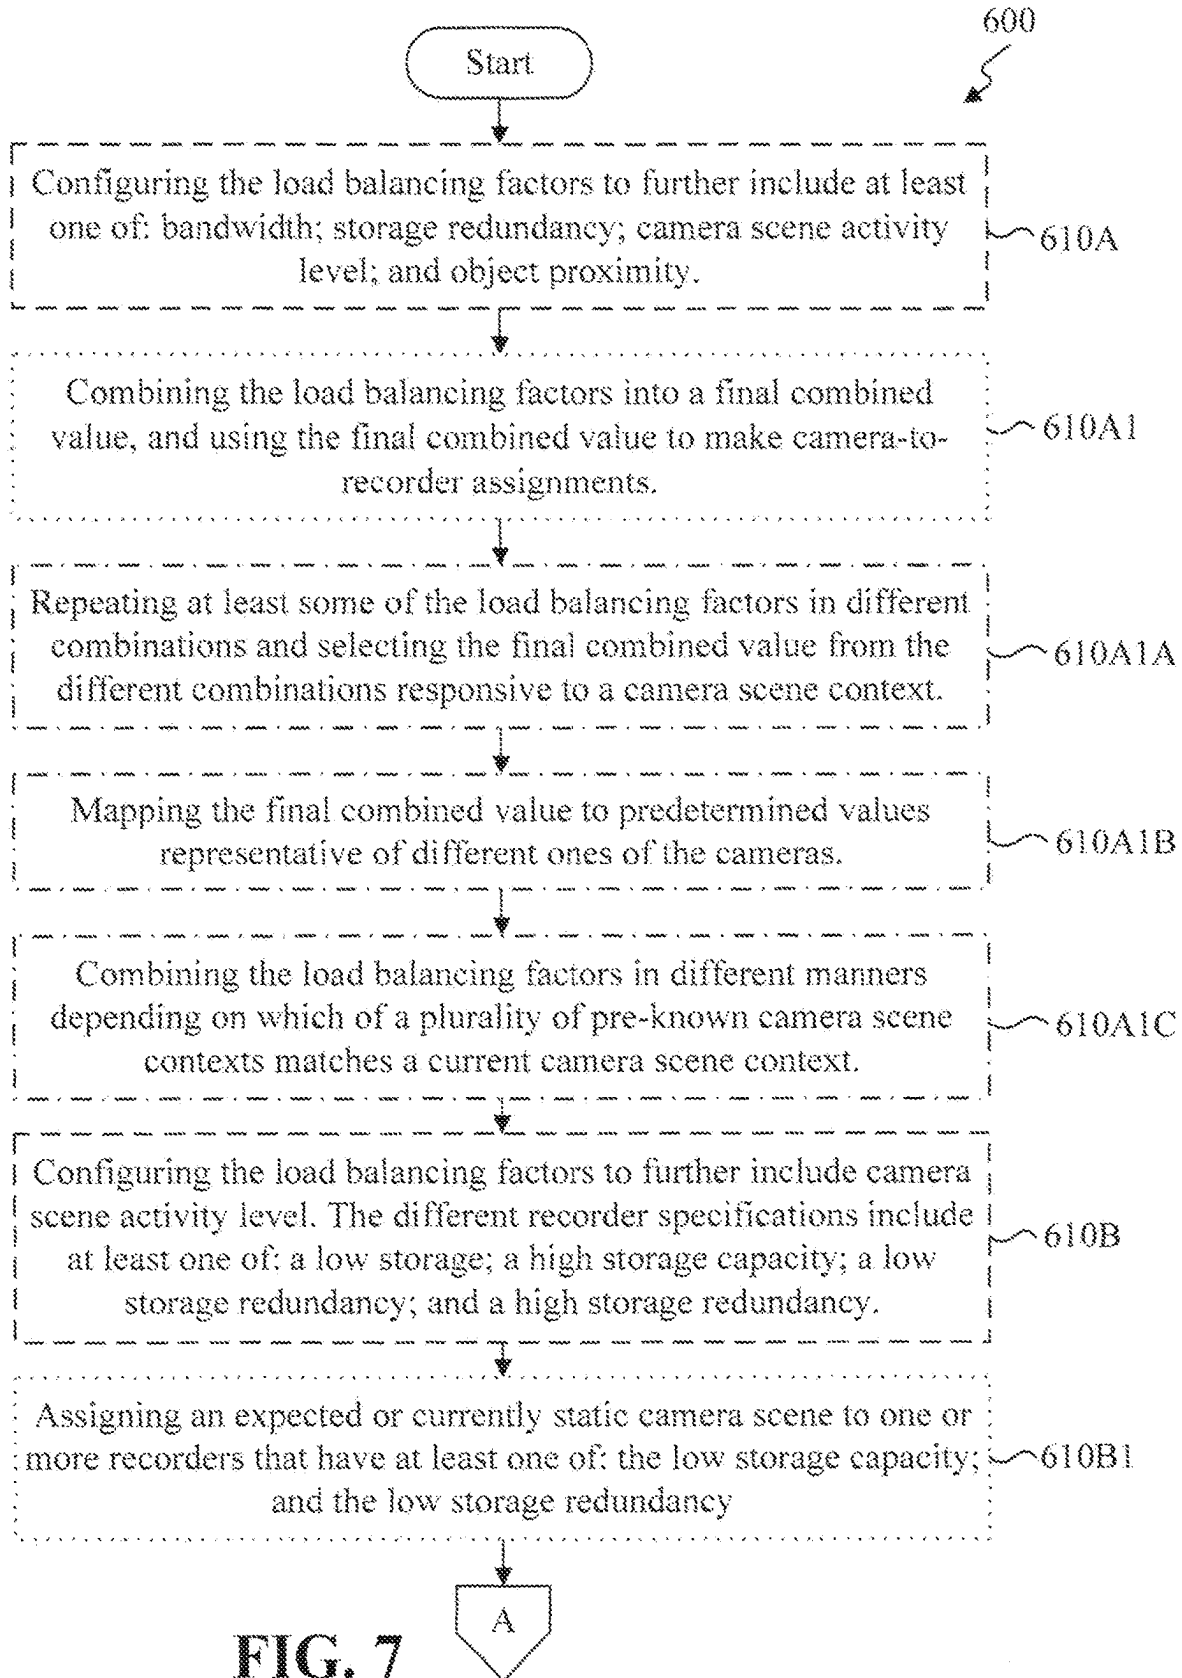 600
Start
Configuring the load balancing factors to further include at least
one of: bandwidth; storage redundancy; camera scene activity
level; and object proximity.
610A
Combining the load balancing factors into a final combined
value, and using the final combined value to make camera-to-
recorder assignments.
610A1
Repeating at least some of the load balancing factors in different
combinations and selecting the final combined value from the
different combinations responsive to a camera scene context.
610A1A
Mapping the final combined value to predetermined values
representative of different ones of the cameras.
610A1B
Combining the load balancing factors in different manners
depending on which of a plurality of pre-known camera scene
contexts matches a current camera scene context.
610A1C
Configuring the load balancing factors to further include camera
scene activity level. The different recorder specifications include
at least one of: a low storage; a high storage capacity; a low
storage redundancy; and a high storage redundancy.
610B
Assigning an expected or currently static camera scene to one or
more recorders that have at least one of: the low storage capacity;
and the low storage redundancy
610B1
A
FIG. 7